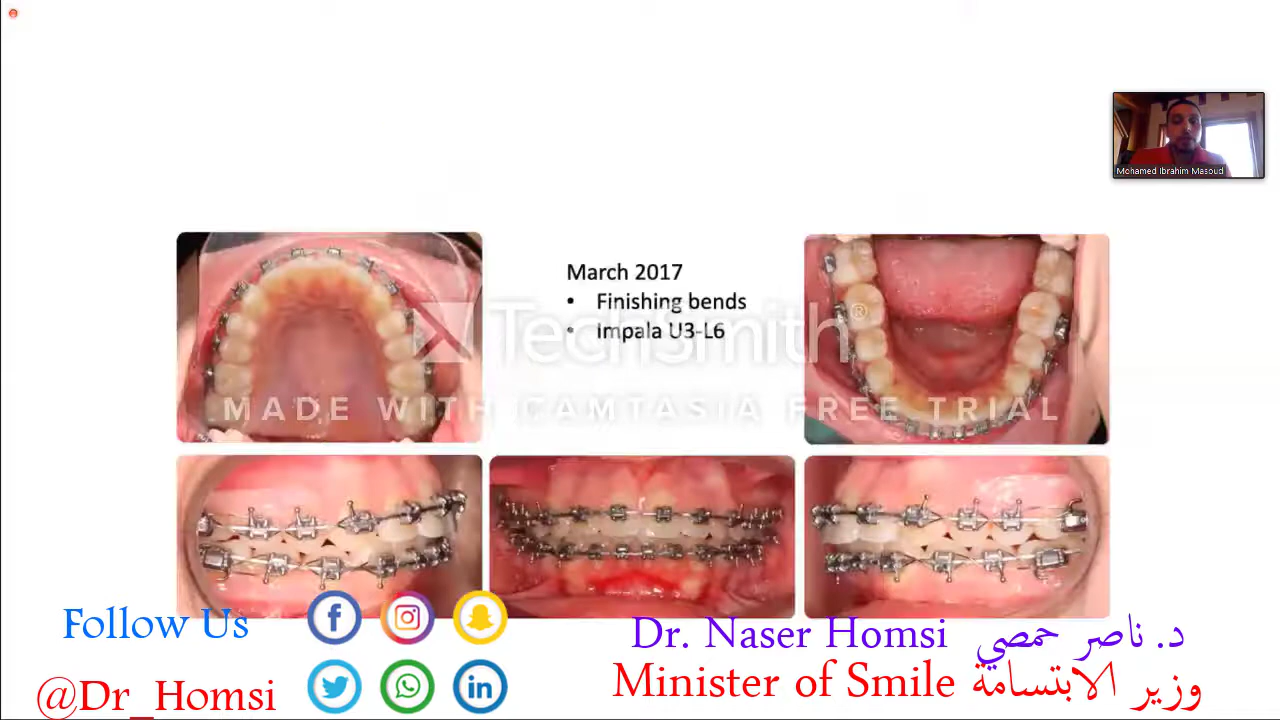 Mohamed Ibrahim Masoud
March 2017
• Finishing bends
• Impala U3-L6
TechSmith®
MADE WITH CAMTASIA FREE TRIAL
Follow Us
@Dr_Homsi
Dr. Naser Homsi د. ناصر حمصي
Minister of Smile وزير الابتسامة